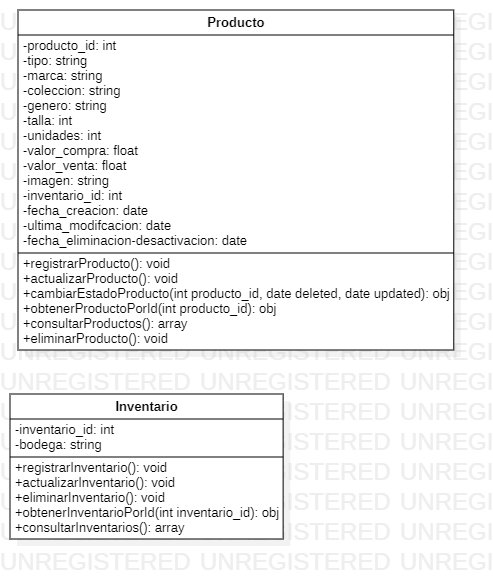 Producto
-producto_id: int
-tipo: string
-marca: string
-coleccion: string
-genero: string
-talla: int
-unidades: int
-valor_compra: float
-valor_venta: float
-imagen: string
-inventario_id: int
-fecha_creacion: date
-ultima_modifcacion: date
-fecha_eliminacion-desactivacion: date
+registrarProducto(): void
+actualizarProducto(): void
+cambiarEstadoProducto(int producto_id, date deleted, date updated): obj
+obtenerProductoPorId(int producto_id): obj
+consultarProductos(): array
+eliminarProducto(): void
UNREGISTERED UNREGISTERED UNREGI
Inventario
-inventario_id: int
-bodega: string
+registrarInventario(): void
+actualizarInventario(): void
+eliminarInventario(): void
+obtenerInventarioPorId(int inventario_id): obj
+consultarInventarios(): array
UNREGISTERED UNREGISTERED UNREGI